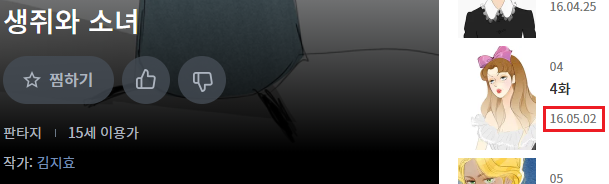 생쥐와 소녀
찜하기
판타지 | 15세 이용가
작가: 김지효
16.04.25
04
4화
16.05.02
05